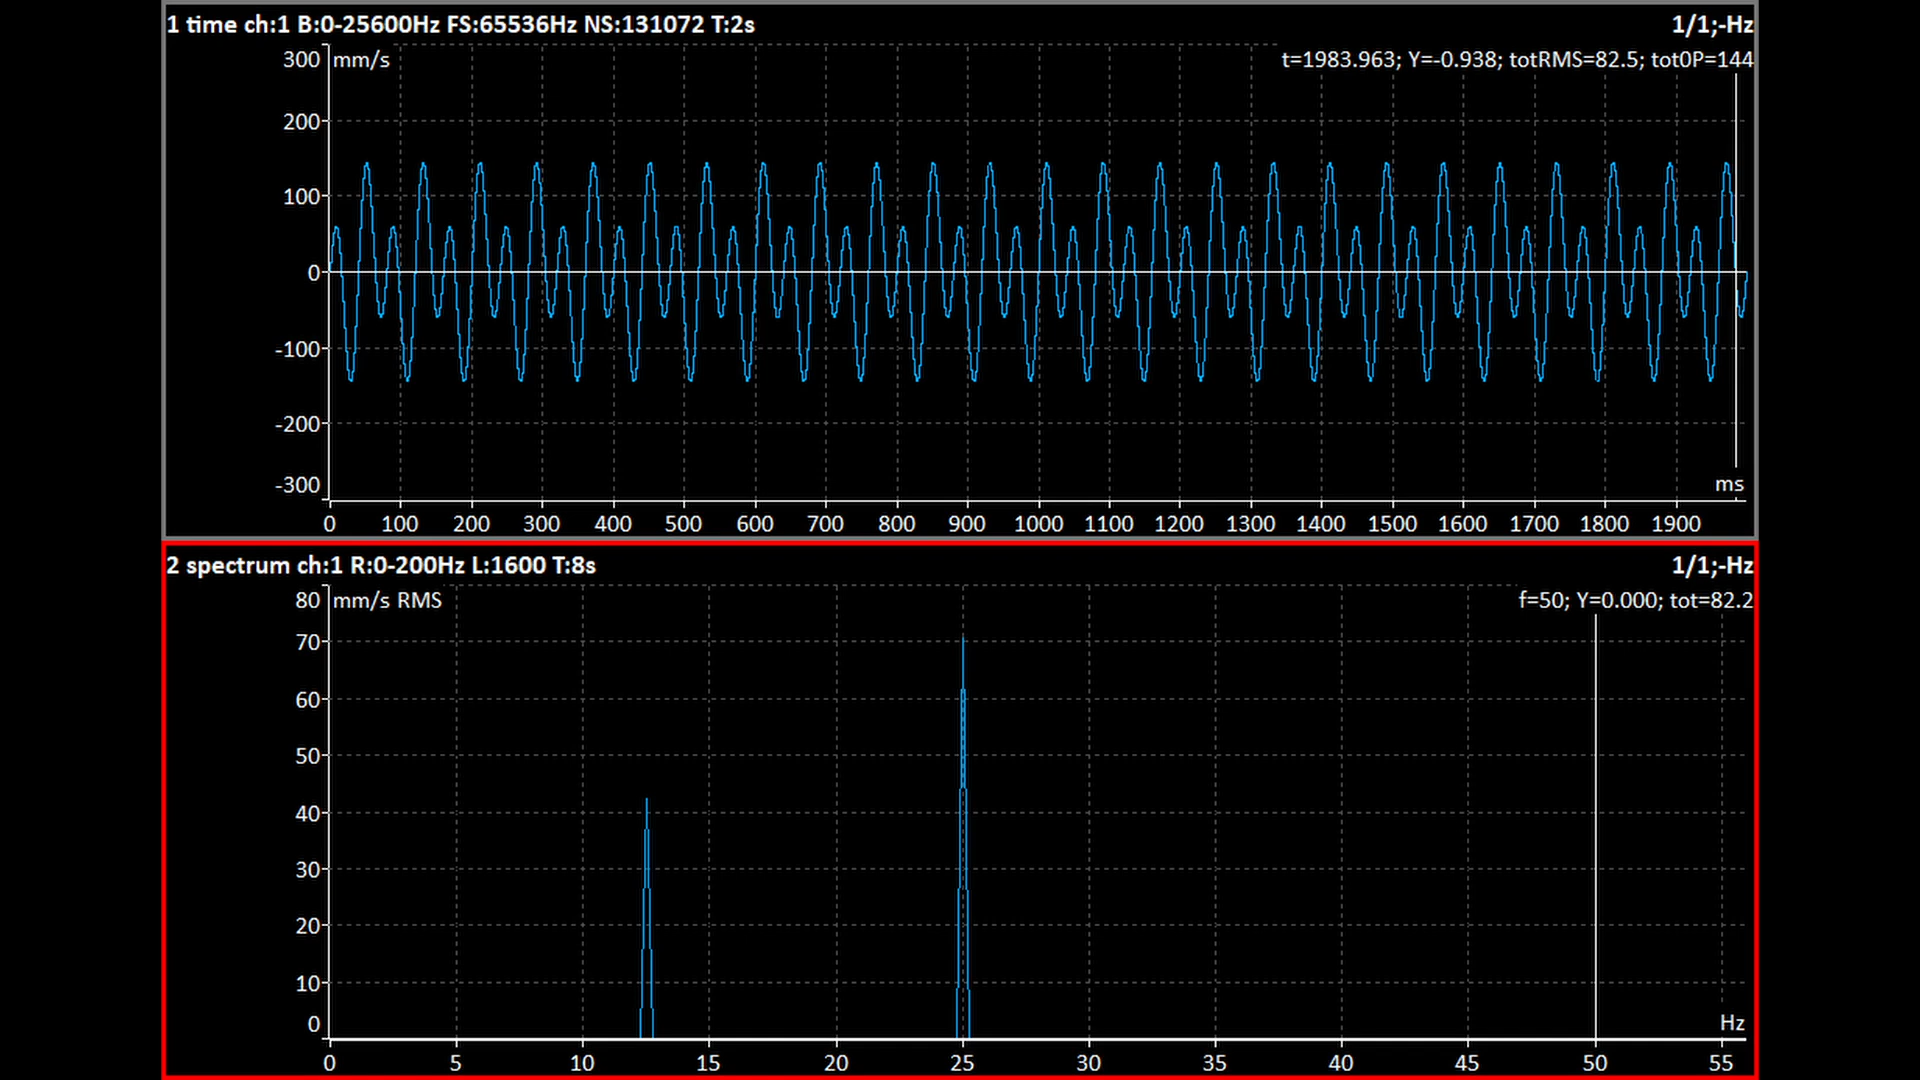 1 time ch:1 B:0-25600Hz FS:65536Hz NS:131072 T:2s 1/1;-Hz
300 mm/s t=1983.963; Y=-0.938; totRMS=82.5; tot0P=144
200
100
0
-100
-200
-300 ms
0 100 200 300 400 500 600 700 800 900 1000 1100 1200 1300 1400 1500 1600 1700 1800 1900
2 spectrum ch:1 R:0-200Hz L:1600 T:8s 1/1;-Hz
80 mm/s RMS f=50; Y=0.000; tot=82.2
70
60
50
40
30
20
10
0 Hz
0 5 10 15 20 25 30 35 40 45 50 55